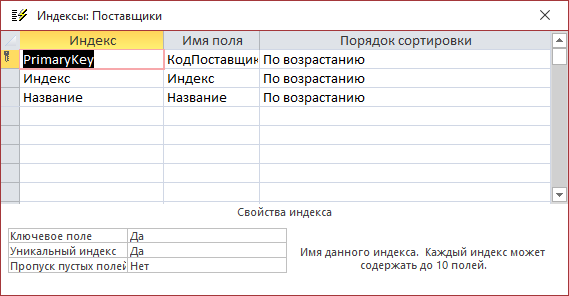 Индексы: Поставщики
Индекс Имя поля Порядок сортировки
PrimaryKey КодПоставщик По возрастанию
Индекс Индекс По возрастанию
Название Название По возрастанию
Свойства индекса
Ключевое поле Да
Уникальный индекс Да
Пропуск пустых полей Нет
Имя данного индекса. Каждый индекс может
содержать до 10 полей.